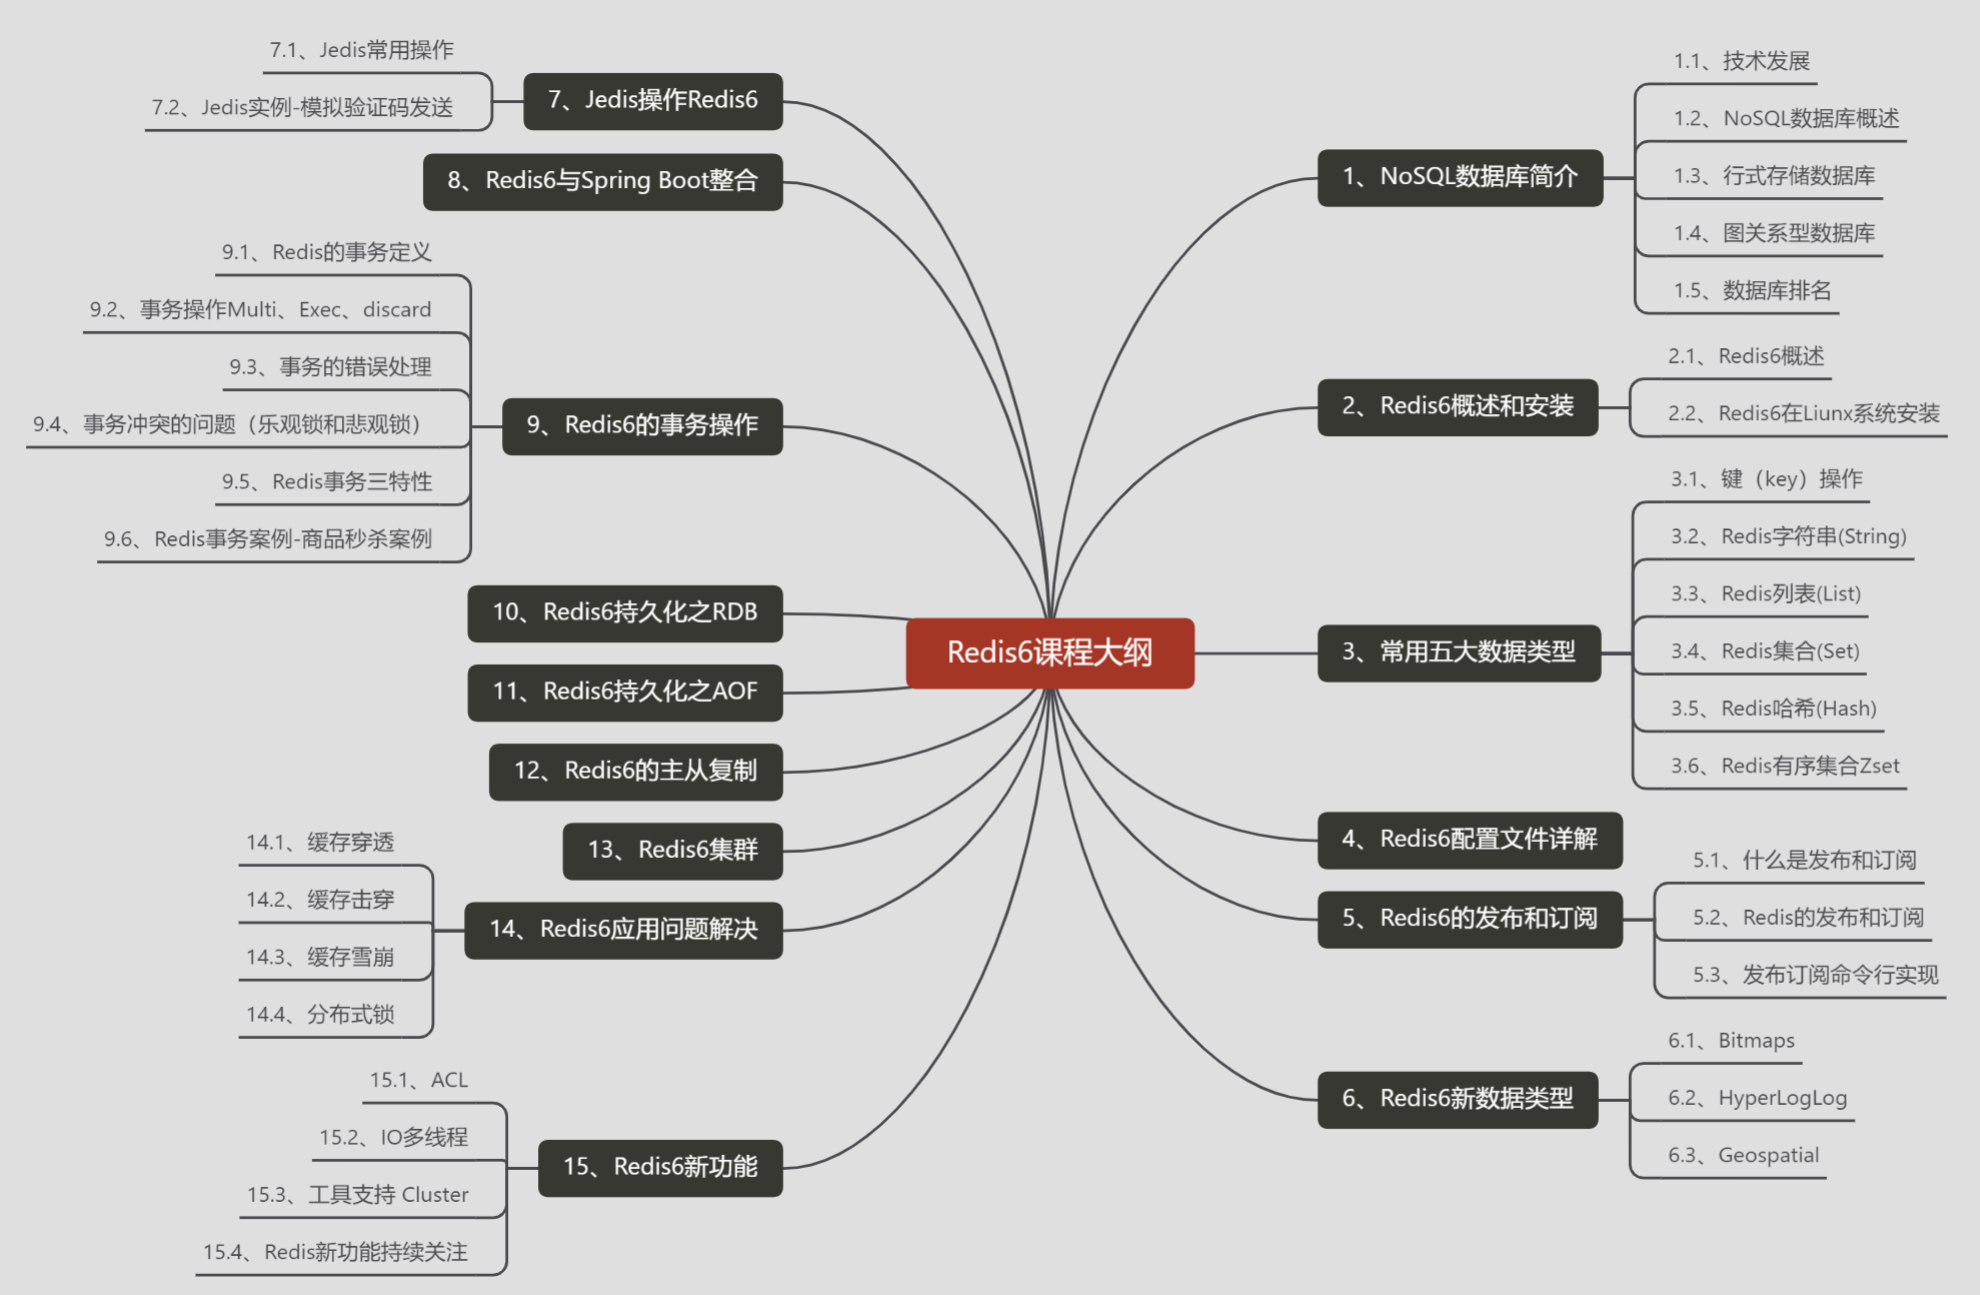 Redis6课程大纲
1、NoSQL数据库简介
1.1、技术发展
1.2、NoSQL数据库概述
1.3、行式存储数据库
1.4、图关系型数据库
1.5、数据库排名
2、Redis6概述和安装
2.1、Redis6概述
2.2、Redis6在Liunx系统安装
3、常用五大数据类型
3.1、键（key）操作
3.2、Redis字符串(String)
3.3、Redis列表(List)
3.4、Redis集合(Set)
3.5、Redis哈希(Hash)
3.6、Redis有序集合Zset
4、Redis6配置文件详解
5、Redis6的发布和订阅
5.1、什么是发布和订阅
5.2、Redis的发布和订阅
5.3、发布订阅命令行实现
6、Redis6新数据类型
6.1、Bitmaps
6.2、HyperLogLog
6.3、Geospatial
7、Jedis操作Redis6
7.1、Jedis常用操作
7.2、Jedis实例-模拟验证码发送
8、Redis6与Spring Boot整合
9、Redis6的事务操作
9.1、Redis的事务定义
9.2、事务操作Multi、Exec、discard
9.3、事务的错误处理
9.4、事务冲突的问题（乐观锁和悲观锁）
9.5、Redis事务三特性
9.6、Redis事务案例-商品秒杀案例
10、Redis6持久化之RDB
11、Redis6持久化之AOF
12、Redis6的主从复制
13、Redis6集群
14、Redis6应用问题解决
14.1、缓存穿透
14.2、缓存击穿
14.3、缓存雪崩
14.4、分布式锁
15、Redis6新功能
15.1、ACL
15.2、IO多线程
15.3、工具支持 Cluster
15.4、Redis新功能持续关注